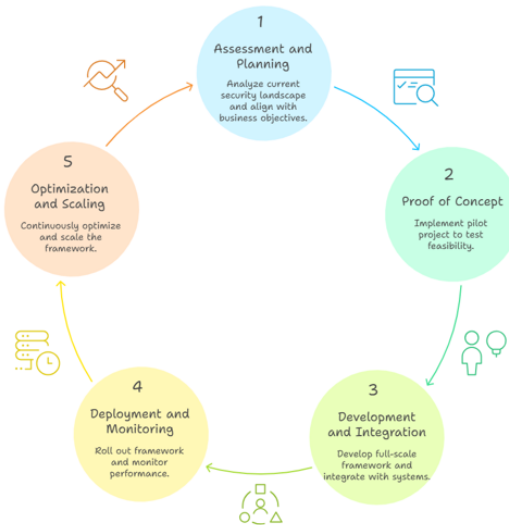 1
Assessment and
Planning
Analyze current
security landscape
and align with
business objectives.
2
Proof of Concept
Implement pilot
project to test
feasibility.
3
Development
and Integration
Develop full-scale
framework and
integrate with systems.
4
Deployment and
Monitoring
Roll out framework
and monitor
performance.
5
Optimization
and Scaling
Continuously optimize
and scale the
framework.